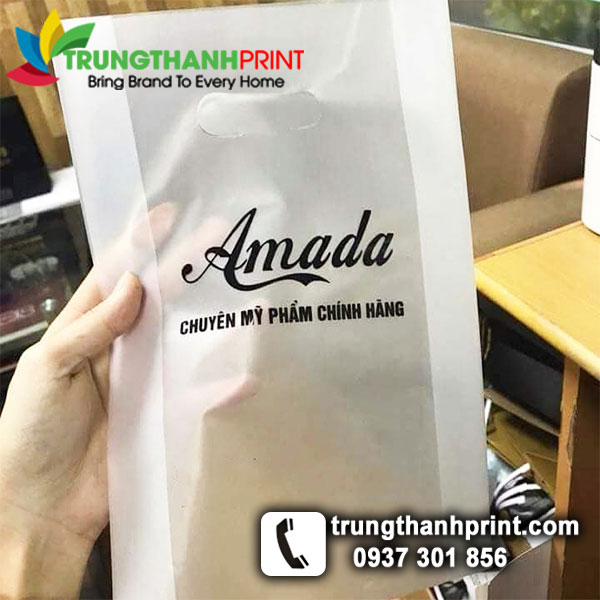 TRUNGTHANHPRINT
Bring Brand To Every Home
Amada
CHUYÊN MỸ PHẨM CHÍNH HÃNG
trungthanhprint.com
0937 301 856